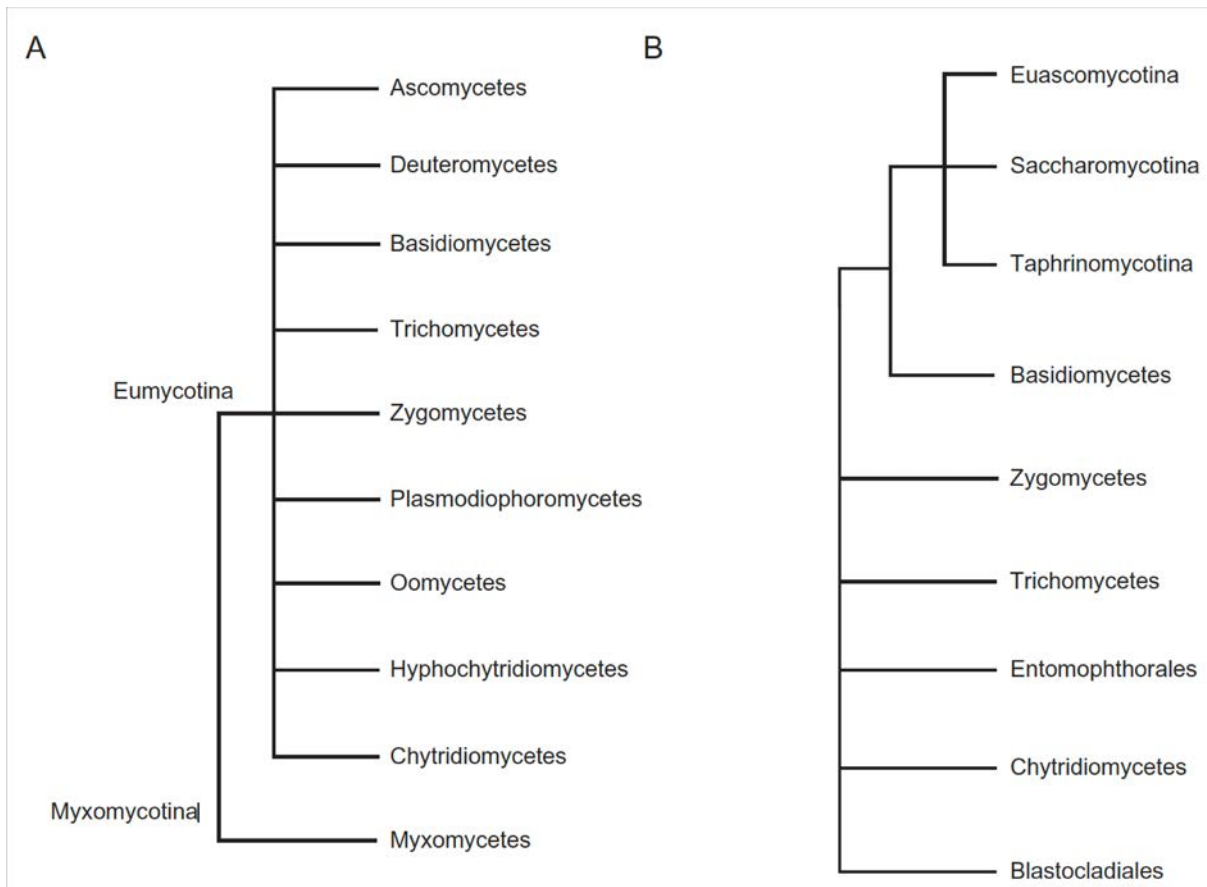 A
Ascomycetes
Deuteromycetes
Basidiomycetes
Trichomycetes
Eumycotina
Zygomycetes
Plasmodiophoromycetes
Oomycetes
Hyphochytridiomycetes
Chytridiomycetes
Myxomycotina
Myxomycetes
B
Euascomycotina
Saccharomycotina
Taphrinomycotina
Basidiomycetes
Zygomycetes
Trichomycetes
Entomophthorales
Chytridiomycetes
Blastocladiales